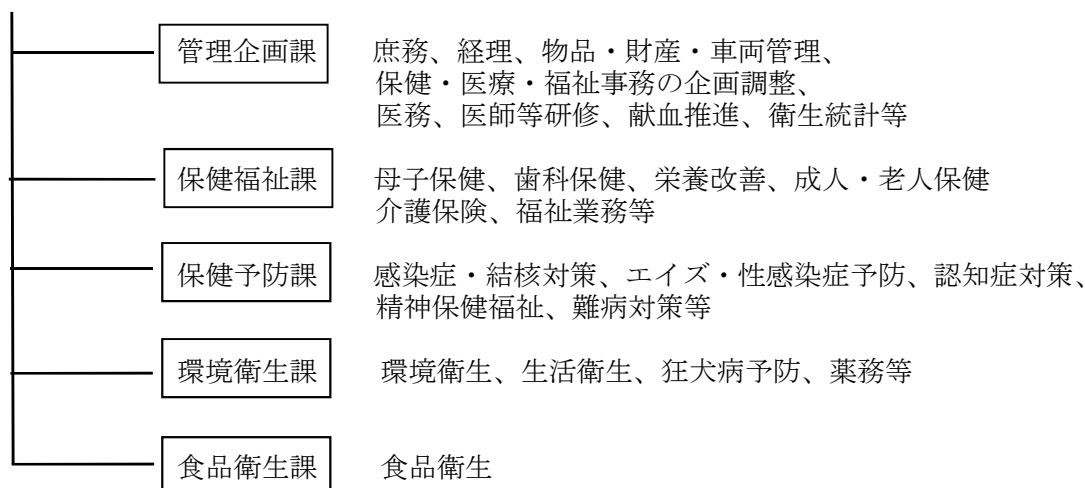 管理企画課 庶務、経理、物品・財産・車両管理、
保健・医療・福祉事務の企画調整、
医務、医師等研修、献血推進、衛生統計等
保健福祉課 母子保健、歯科保健、栄養改善、成人・老人保健
介護保険、福祉業務等
保健予防課 感染症・結核対策、エイズ・性感染症予防、認知症対策、
精神保健福祉、難病対策等
環境衛生課 環境衛生、生活衛生、狂犬病予防、薬務等
食品衛生課 食品衛生